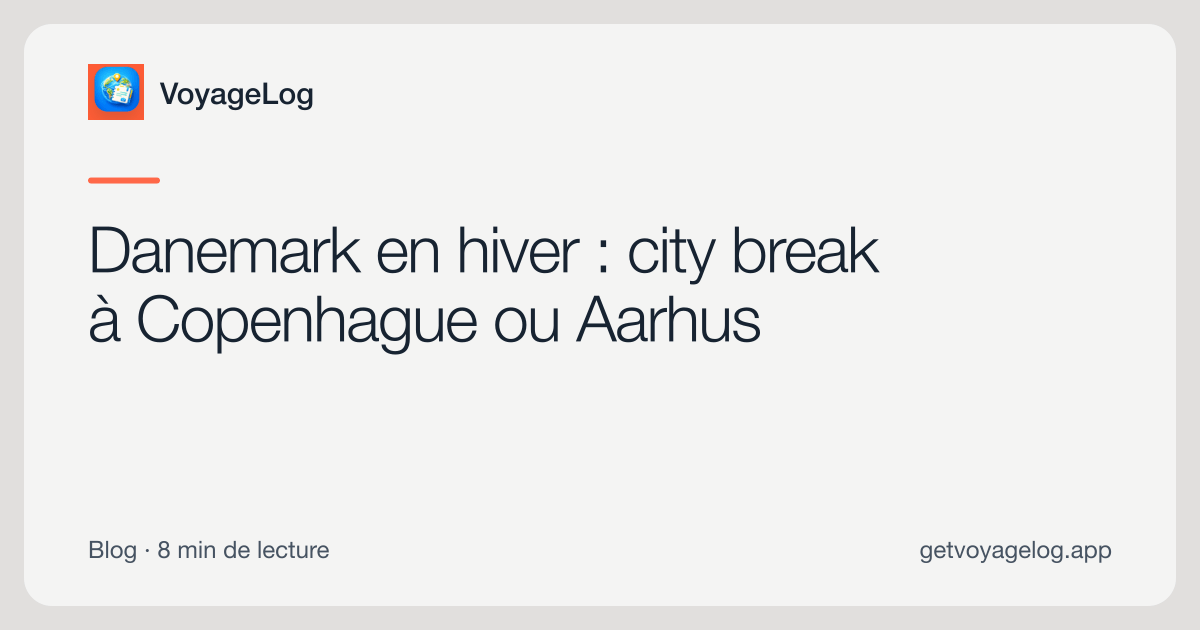 VoyageLog
Danemark en hiver : city break
à Copenhague ou Aarhus
Blog · 8 min de lecture
getvoyagelog.app